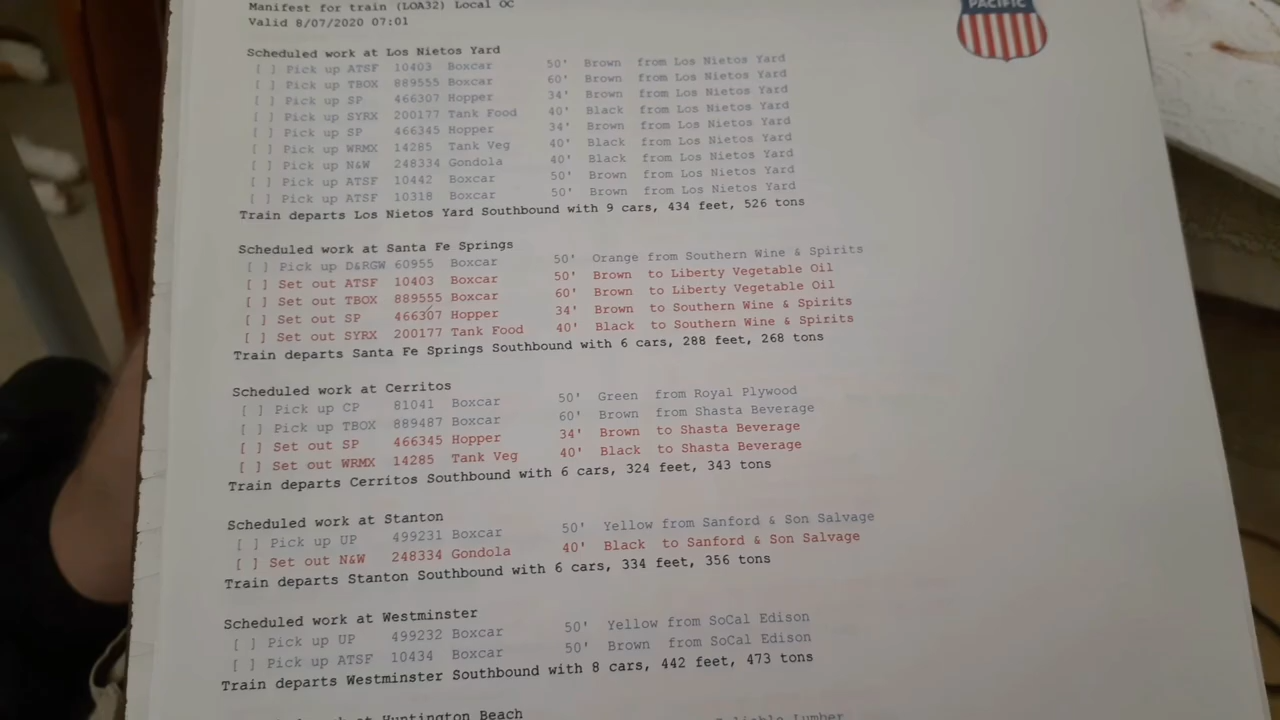 Manifest for train (LOA32) Local OC
Valid 8/07/2020 07:01
PACIFIC
Scheduled work at Los Nietos Yard
[ ] Pick up ATSF 10403 Boxcar 50' Brown from Los Nietos Yard
[ ] Pick up TBOX 889555 Boxcar 60' Brown from Los Nietos Yard
[ ] Pick up SP 466307 Hopper 34' Brown from Los Nietos Yard
[ ] Pick up SYRX 200177 Tank Food 40' Black from Los Nietos Yard
[ ] Pick up SP 466345 Hopper 34' Brown from Los Nietos Yard
[ ] Pick up WRMX 14285 Tank Veg 40' Black from Los Nietos Yard
[ ] Pick up N&W 248334 Gondola 40' Black from Los Nietos Yard
[ ] Pick up ATSF 10442 Boxcar 50' Brown from Los Nietos Yard
[ ] Pick up ATSF 10318 Boxcar 50' Brown from Los Nietos Yard
Train departs Los Nietos Yard Southbound with 9 cars, 434 feet, 526 tons
Scheduled work at Santa Fe Springs
[ ] Pick up D&RGW 60955 Boxcar 50' Orange from Southern Wine & Spirits
[ ] Set out ATSF 10403 Boxcar 50' Brown to Liberty Vegetable Oil
[ ] Set out TBOX 889555 Boxcar 60' Brown to Liberty Vegetable Oil
[ ] Set out SP 466307 Hopper 34' Brown to Southern Wine & Spirits
[ ] Set out SYRX 200177 Tank Food 40' Black to Southern Wine & Spirits
Train departs Santa Fe Springs Southbound with 6 cars, 288 feet, 268 tons
Scheduled work at Cerritos
[ ] Pick up CP 81041 Boxcar 50' Green from Royal Plywood
[ ] Pick up TBOX 889487 Boxcar 60' Brown from Shasta Beverage
[ ] Set out SP 466345 Hopper 34' Brown to Shasta Beverage
[ ] Set out WRMX 14285 Tank Veg 40' Black to Shasta Beverage
Train departs Cerritos Southbound with 6 cars, 324 feet, 343 tons
Scheduled work at Stanton
[ ] Pick up UP 499231 Boxcar 50' Yellow from Sanford & Son Salvage
[ ] Set out N&W 248334 Gondola 40' Black to Sanford & Son Salvage
Train departs Stanton Southbound with 6 cars, 334 feet, 356 tons
Scheduled work at Westminster
[ ] Pick up UP 499232 Boxcar 50' Yellow from SoCal Edison
[ ] Pick up ATSF 10434 Boxcar 50' Brown from SoCal Edison
Train departs Westminster Southbound with 8 cars, 442 feet, 473 tons
at Huntington Beach
Lumber